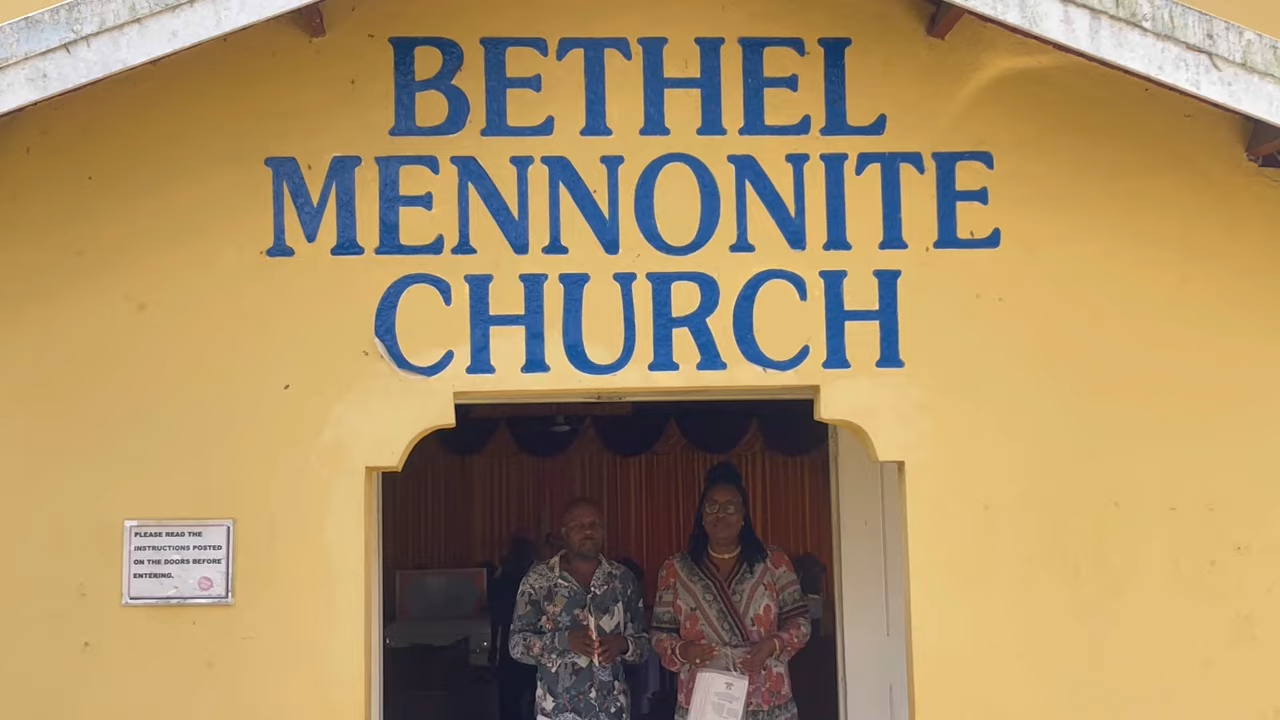 BETHEL
MENNONITE
CHURCH
PLEASE READ THE
INSTRUCTIONS POSTED
ON THE DOORS BEFORE
ENTERING.